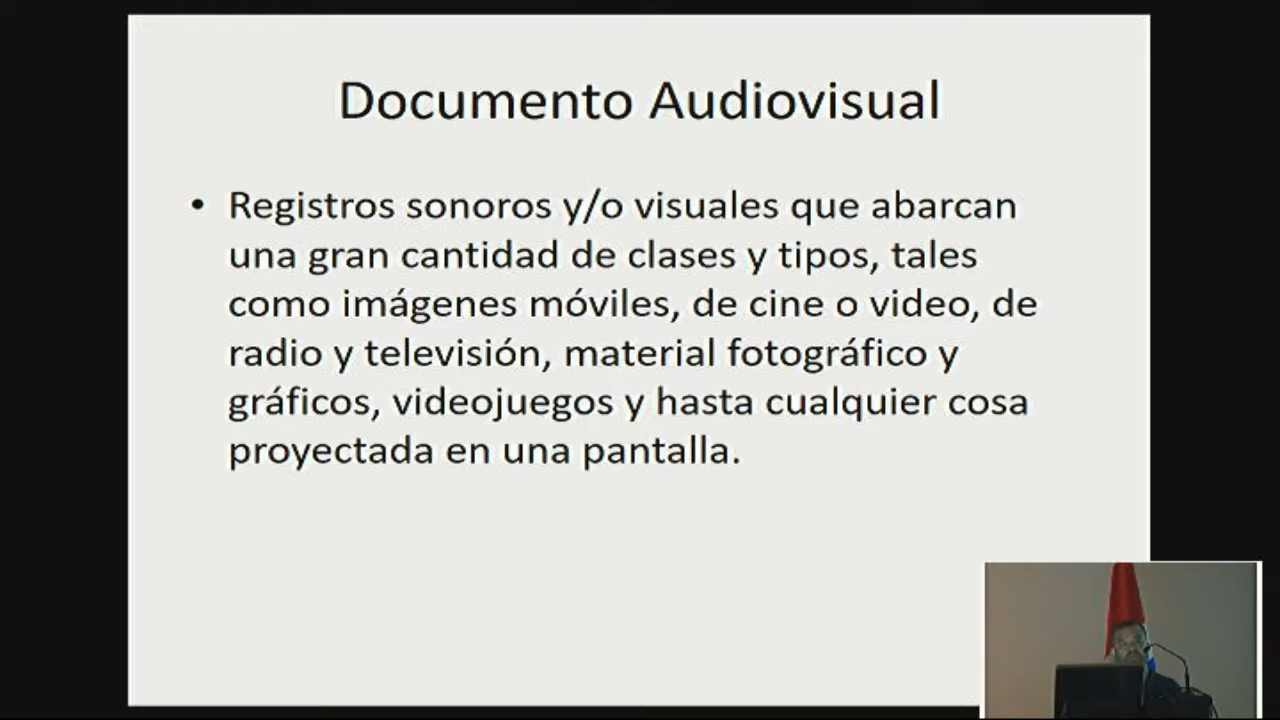 Documento Audiovisual
• Registros sonoros y/o visuales que abarcan
una gran cantidad de clases y tipos, tales
como imágenes móviles, de cine o video, de
radio y televisión, material fotográfico y
gráficos, videojuegos y hasta cualquier cosa
proyectada en una pantalla.